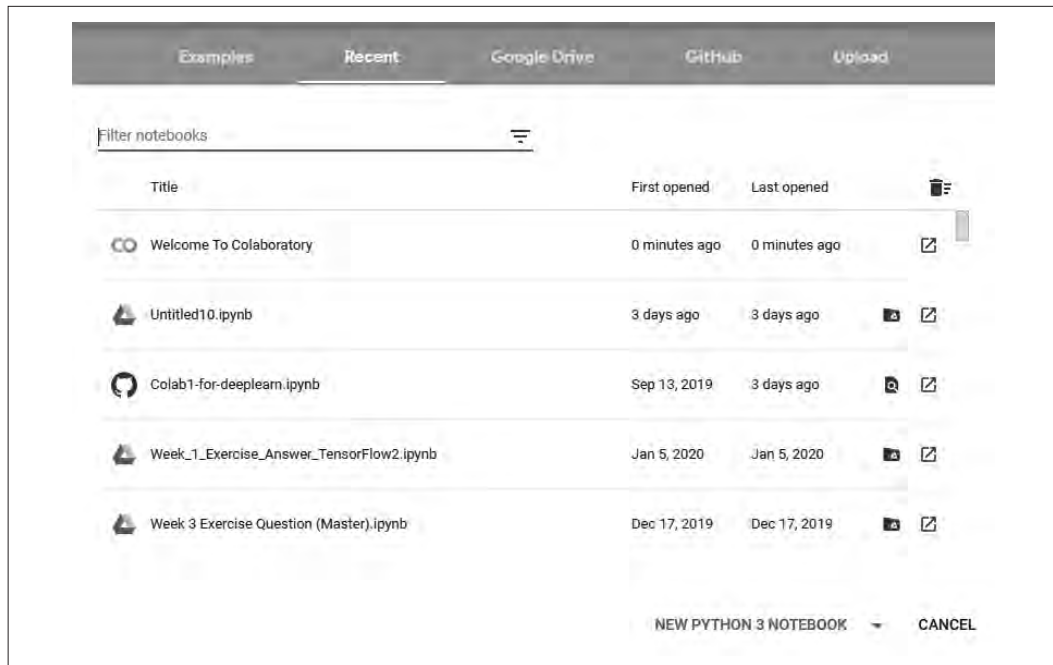 Examples Recent Google Drive GitHub Upload
Filter notebooks
Title First opened Last opened
CO Welcome To Colaboratory 0 minutes ago 0 minutes ago
Untitled10.ipynb 3 days ago 3 days ago
Colab1-for-deeplearn.ipynb Sep 13, 2019 3 days ago
Week_1_Exercise_Answer_TensorFlow2.ipynb Jan 5, 2020 Jan 5, 2020
Week 3 Exercise Question (Master).ipynb Dec 17, 2019 Dec 17, 2019
NEW PYTHON 3 NOTEBOOK CANCEL